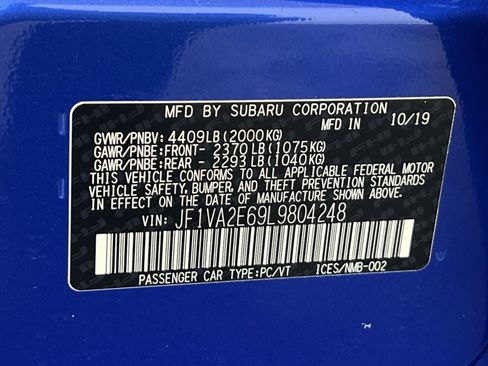 MFD BY SUBARU CORPORATION
MFD IN JAPAN 10/19
GVWR/PNBV: 4409LB(2000KG)
GAWR/PNBE:FRONT- 2370LB(1075KG)
GAWR/PNBE:REAR - 2293LB(1040KG)
THIS VEHICLE CONFORMS TO ALL APPLICABLE FEDERAL MOTOR
VEHICLE SAFETY, BUMPER, AND THEFT PREVENTION STANDARDS
IN EFFECT ON THE DATE OF MANUFACTURE SHOWN ABOVE.
VIN: JF1VA2E69L9804248
PASSENGER CAR TYPE:PC/VT ICES/NMB-002